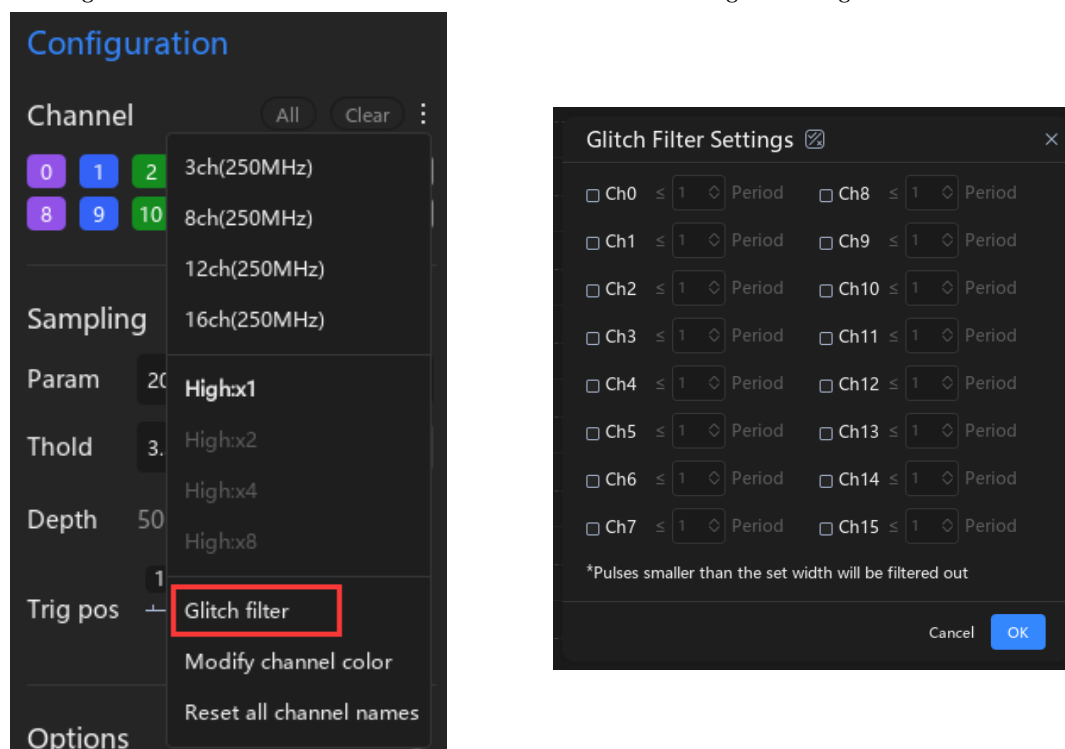 Configuration
Channel All Clear
0 1 2
8 9 10
3ch(250MHz)
8ch(250MHz)
12ch(250MHz)
16ch(250MHz)
Sampling
Param 20
Thold 3.
Depth 50
1
Trig pos
High:x1
High:x2
High:x4
High:x8
Glitch filter
Modify channel color
Reset all channel names
Options
Glitch Filter Settings
Ch0 ≤ 1 Period Ch8 ≤ 1 Period
Ch1 ≤ 1 Period Ch9 ≤ 1 Period
Ch2 ≤ 1 Period Ch10 ≤ 1 Period
Ch3 ≤ 1 Period Ch11 ≤ 1 Period
Ch4 ≤ 1 Period Ch12 ≤ 1 Period
Ch5 ≤ 1 Period Ch13 ≤ 1 Period
Ch6 ≤ 1 Period Ch14 ≤ 1 Period
Ch7 ≤ 1 Period Ch15 ≤ 1 Period
*Pulses smaller than the set width will be filtered out
Cancel OK